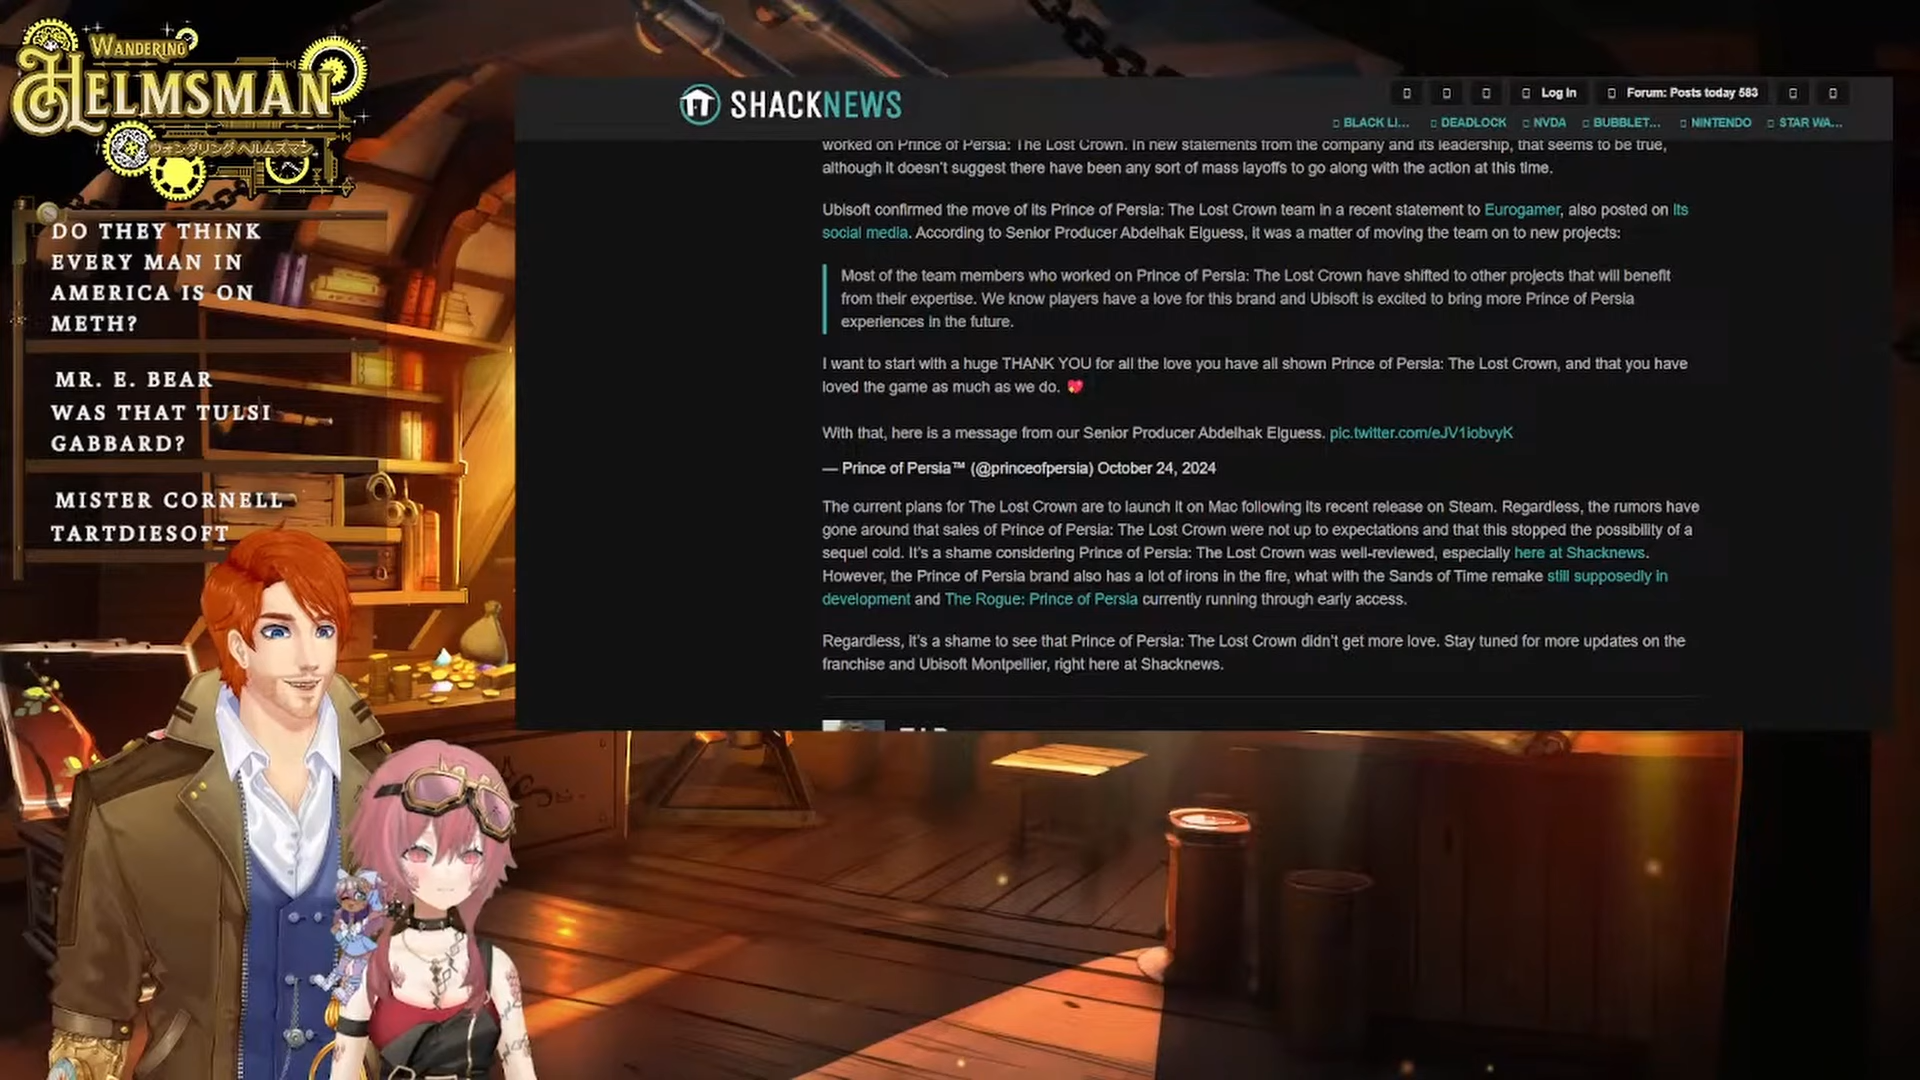 WANDERING
HELMSMAN
ウォンダリング ヘルムズマン
DO THEY THINK
EVERY MAN IN
AMERICA IS ON
METH?
MR. E. BEAR
WAS THAT TULSI
GABBARD?
MISTER CORNELL
TARTDIESOFT
SHACKNEWS
Log In
Forum: Posts today 583
BLACK LI...
DEADLOCK
NVDA
BUBBLET...
NINTENDO
STAR WA...
worked on Prince of Persia: The Lost Crown. In new statements from the company and its leadership, that seems to be true,
although it doesn't suggest there have been any sort of mass layoffs to go along with the action at this time.
Ubisoft confirmed the move of its Prince of Persia: The Lost Crown team in a recent statement to Eurogamer, also posted on its
social media. According to Senior Producer Abdelhak Elguess, it was a matter of moving the team on to new projects:
Most of the team members who worked on Prince of Persia: The Lost Crown have shifted to other projects that will benefit
from their expertise. We know players have a love for this brand and Ubisoft is excited to bring more Prince of Persia
experiences in the future.
I want to start with a huge THANK YOU for all the love you have all shown Prince of Persia: The Lost Crown, and that you have
loved the game as much as we do. 💖
With that, here is a message from our Senior Producer Abdelhak Elguess. pic.twitter.com/eJV1iobvyK
— Prince of Persia™ (@princeofpersia) October 24, 2024
The current plans for The Lost Crown are to launch it on Mac following its recent release on Steam. Regardless, the rumors have
gone around that sales of Prince of Persia: The Lost Crown were not up to expectations and that this stopped the possibility of a
sequel cold. It's a shame considering Prince of Persia: The Lost Crown was well-reviewed, especially here at Shacknews.
However, the Prince of Persia brand also has a lot of irons in the fire, what with the Sands of Time remake still supposedly in
development and The Rogue: Prince of Persia currently running through early access.
Regardless, it's a shame to see that Prince of Persia: The Lost Crown didn't get more love. Stay tuned for more updates on the
franchise and Ubisoft Montpellier, right here at Shacknews.